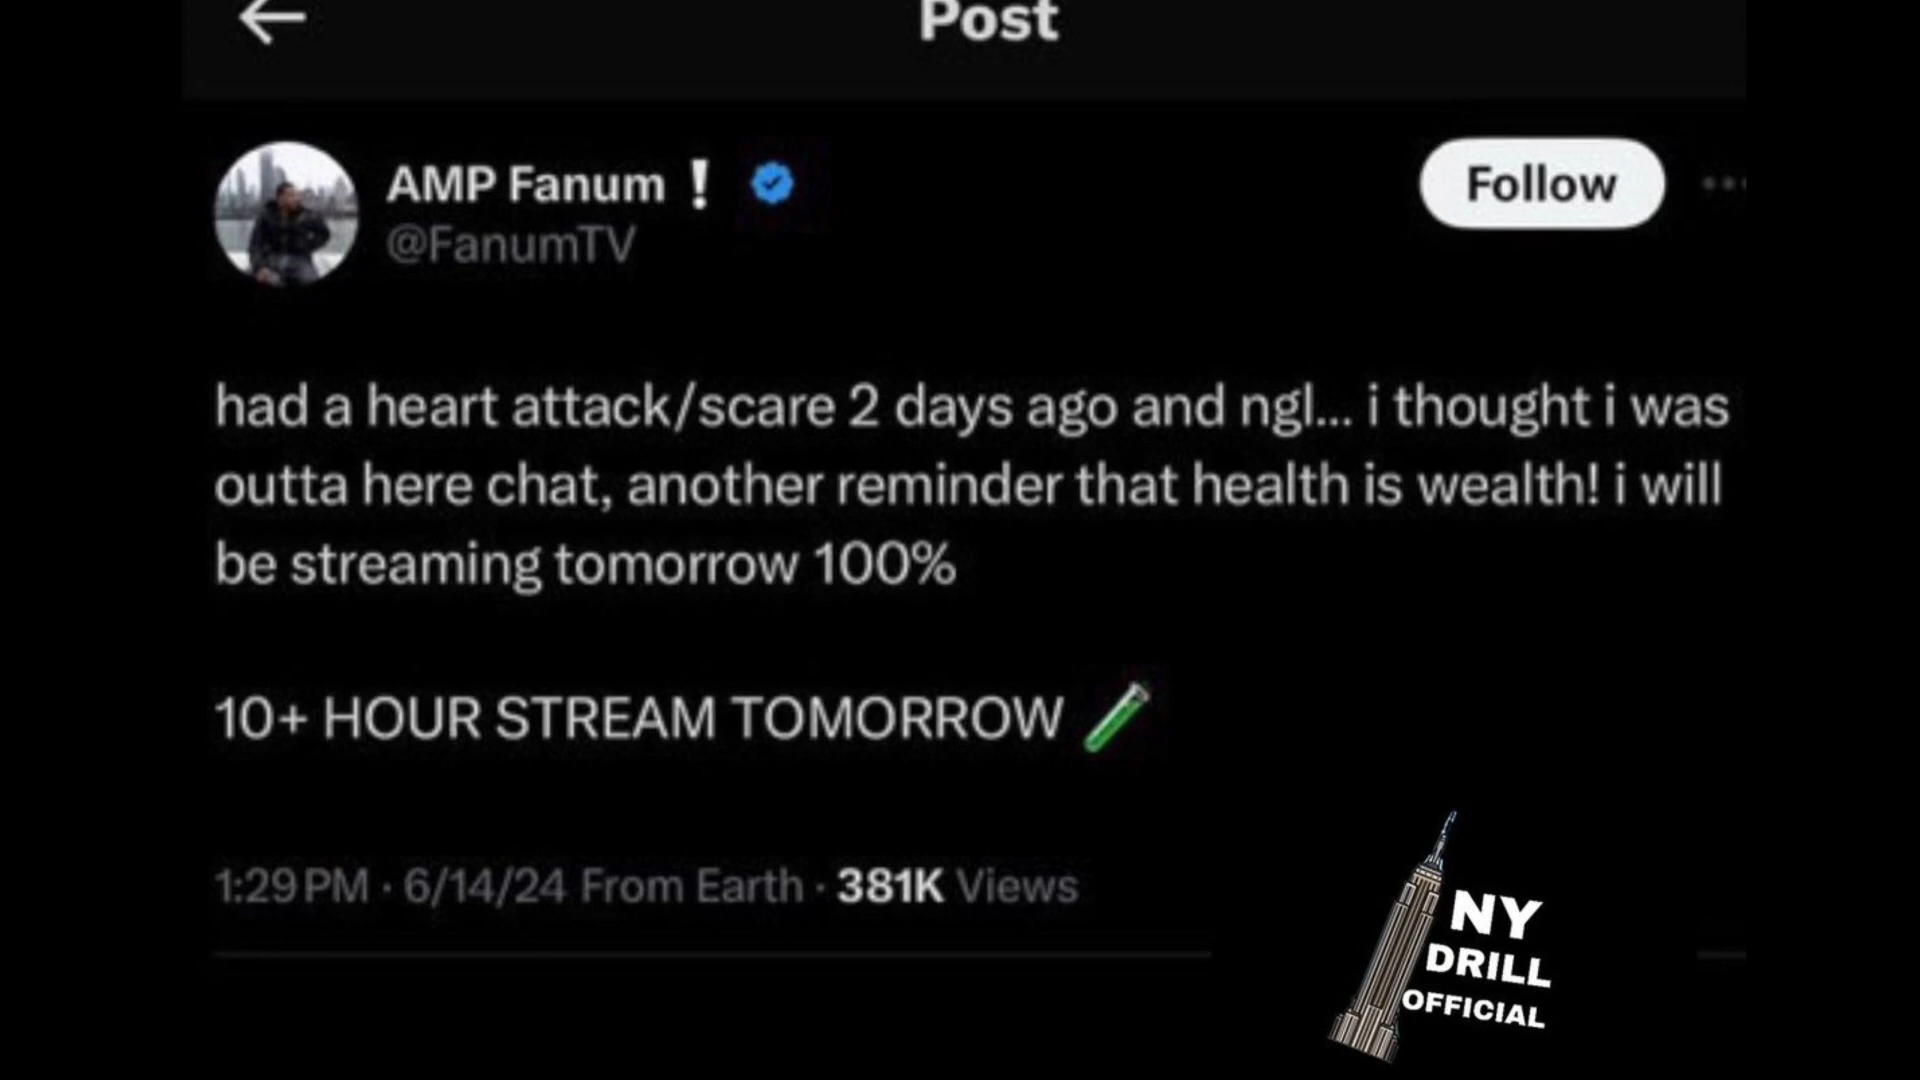 Post
AMP Fanum❗
@FanumTV
Follow
had a heart attack/scare 2 days ago and ngl... i thought i was
outta here chat, another reminder that health is wealth! i will
be streaming tomorrow 100%
10+ HOUR STREAM TOMORROW 🧪
1:29 PM · 6/14/24 From Earth · 381K Views
NY
DRILL
OFFICIAL